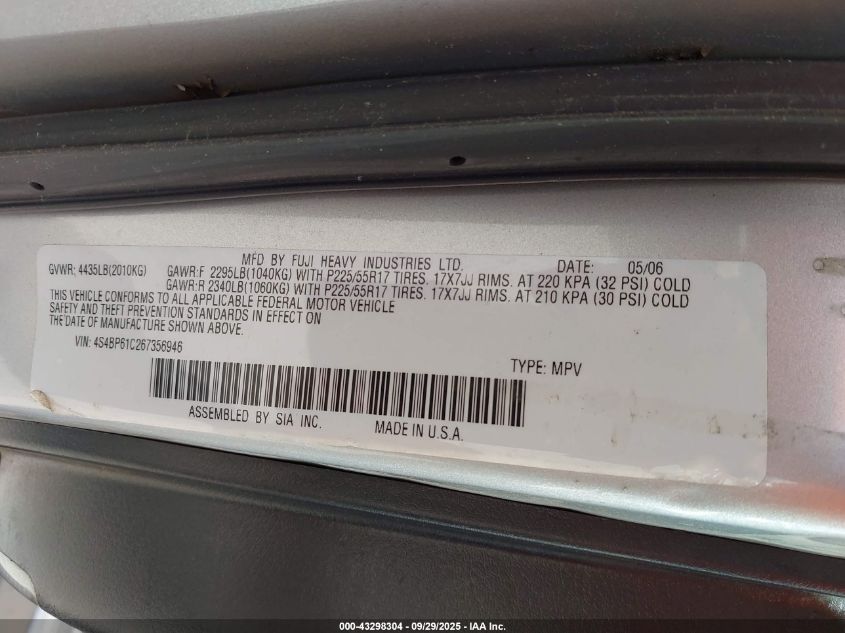 MFD BY FUJI HEAVY INDUSTRIES LTD. DATE: 05/06
GVWR; 4435LB(2010KG) GAWR:F 2295LB(1040KG) WITH P225/55R17 TIRES. 17X7JJ RIMS. AT 220 KPA (32 PSI) COLD
GAWR:R 2340LB(1060KG) WITH P225/55R17 TIRES. 17X7JJ RIMS. AT 210 KPA (30 PSI) COLD
THIS VEHICLE CONFORMS TO ALL APPLICABLE FEDERAL MOTOR VEHICLE
SAFETY AND THEFT PREVENTION STANDARDS IN EFFECT ON
THE DATE OF MANUFACTURE SHOWN ABOVE.
VIN: 4S4BP61C267356946
TYPE: MPV
ASSEMBLED BY SIA INC. MADE IN U.S.A.
000-43298304 - 09/29/2025 - IAA Inc.